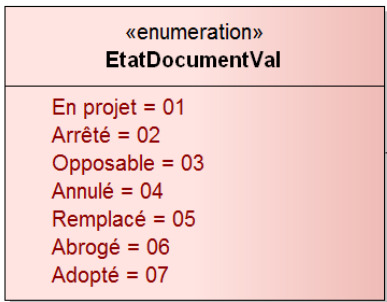 «enumeration»
EtatDocumentVal
En projet = 01
Arrêté = 02
Opposable = 03
Annulé = 04
Remplacé = 05
Abrogé = 06
Adopté = 07